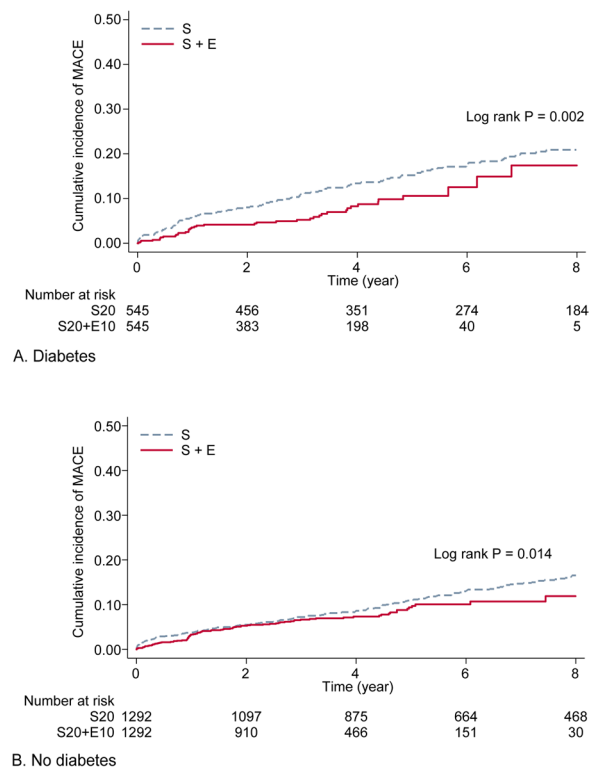 Cumulative incidence of MACE
0.50
0.40
0.30
0.20
0.10
0.00
S
S + E
Log rank P = 0.002
0 2 4 6 8
Time (year)
Number at risk
S20 545 456 351 274 184
S20+E10 545 383 198 40 5
A. Diabetes
Cumulative incidence of MACE
0.50
0.40
0.30
0.20
0.10
0.00
S
S + E
Log rank P = 0.014
0 2 4 6 8
Time (year)
Number at risk
S20 1292 1097 875 664 468
S20+E10 1292 910 466 151 30
B. No diabetes